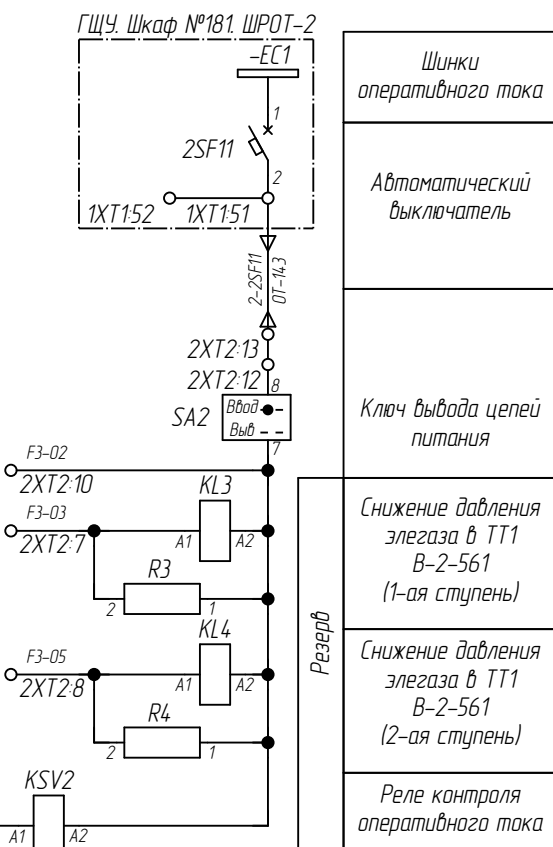 ГЩУ. Шкаф №181. ШРОТ-2
-EC1
1
2SF11
2
1XT1:52
1XT1:51
2-2SF11
ОТ-143
2XT2:13
2XT2:12
8
SA2
Ввод
Выв
7
F3-02
2XT2:10
F3-03
2XT2:7
KL3
A1
A2
R3
2
1
F3-05
2XT2:8
KL4
A1
A2
R4
2
1
KSV2
A1
A2
Шинки
оперативного тока
Автоматический
выключатель
Ключ вывода цепей
питания
Резерв
Снижение давления
элегаза в ТТ1
В-2-561
(1-ая ступень)
Снижение давления
элегаза в ТТ1
В-2-561
(2-ая ступень)
Реле контроля
оперативного тока